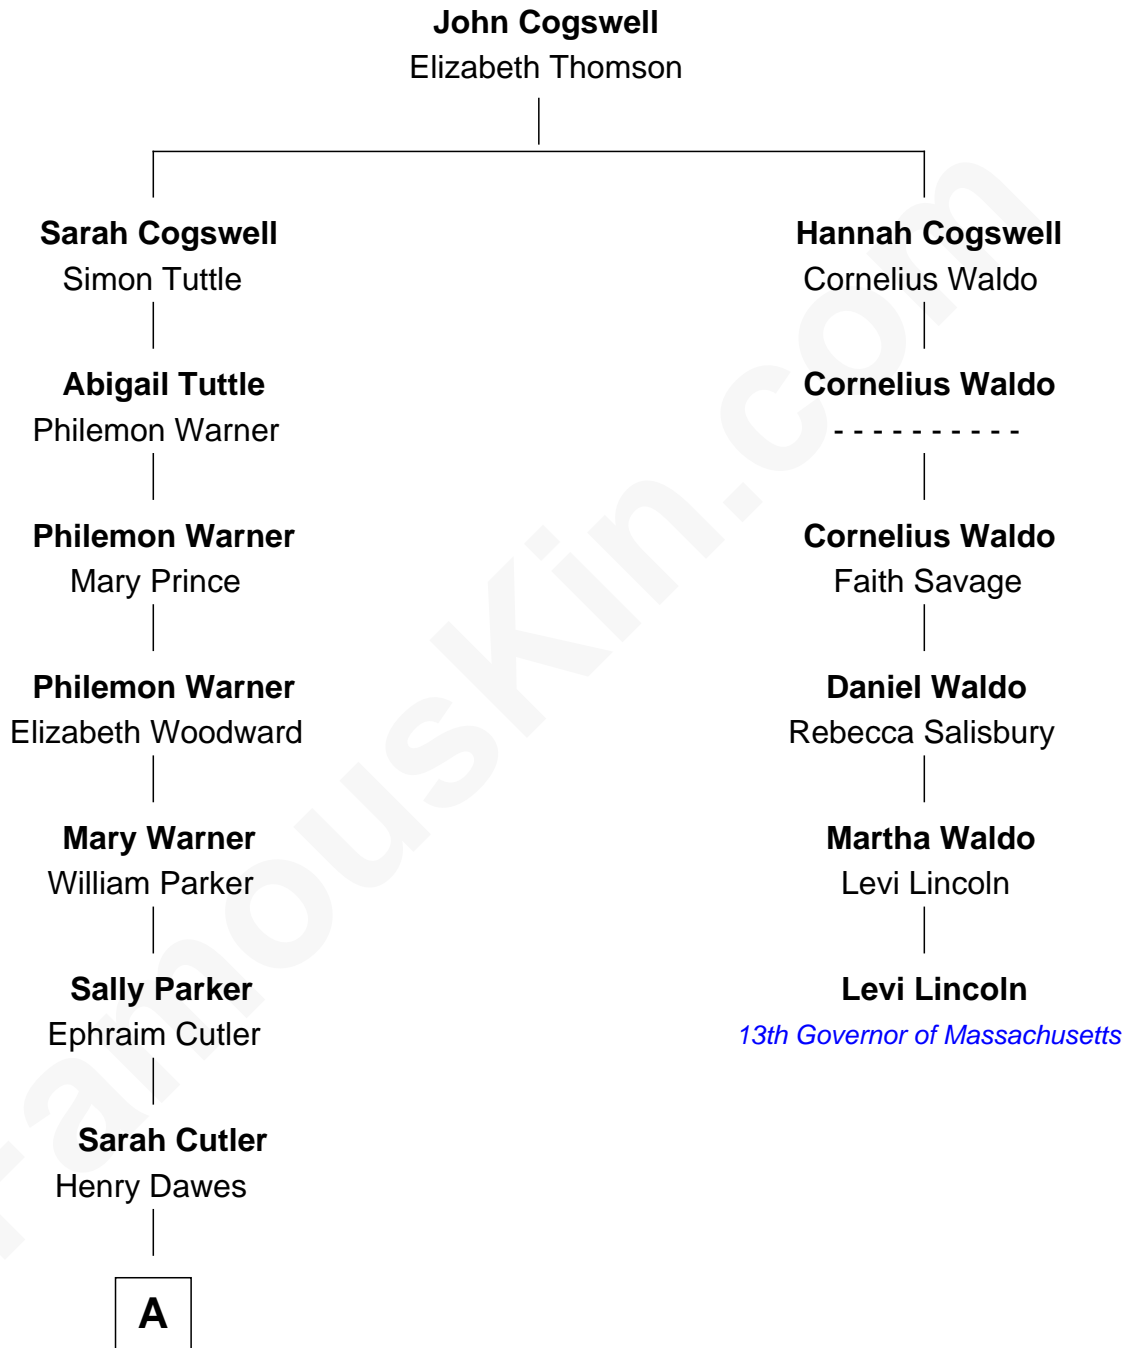 John Cogswell
Elizabeth Thomson
Sarah Cogswell
Simon Tuttle
Hannah Cogswell
Cornelius Waldo
Abigail Tuttle
Philemon Warner
Cornelius Waldo
- - - - - - - - - -
Philemon Warner
Mary Prince
Cornelius Waldo
Faith Savage
Philemon Warner
Elizabeth Woodward
Daniel Waldo
Rebecca Salisbury
Mary Warner
William Parker
Martha Waldo
Levi Lincoln
Sally Parker
Ephraim Cutler
Levi Lincoln
13th Governor of Massachusetts
Sarah Cutler
Henry Dawes
A
FamousKin.com